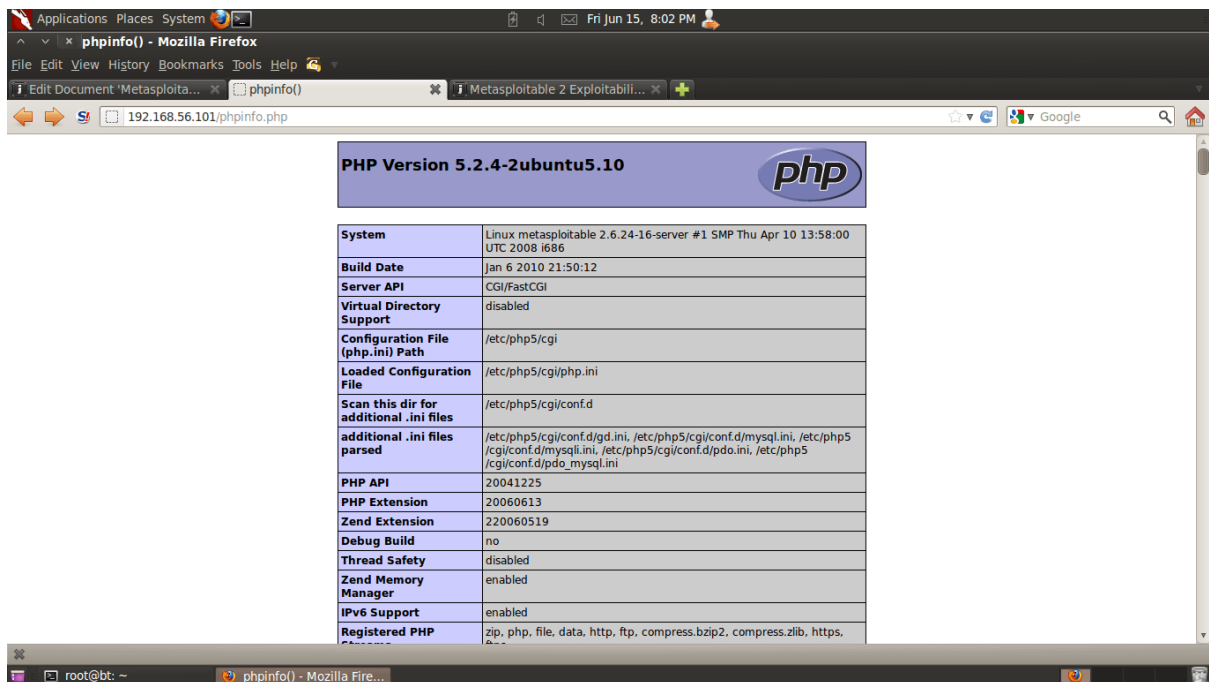 Applications Places System
Fri Jun 15, 8:02 PM
phpinfo() - Mozilla Firefox
File Edit View History Bookmarks Tools Help
Edit Document 'Metasploita...
phpinfo()
Metasploitable 2 Exploitabili...
192.168.56.101/phpinfo.php
Google
PHP Version 5.2.4-2ubuntu5.10
php
System
Linux metasploitable 2.6.24-16-server #1 SMP Thu Apr 10 13:58:00
UTC 2008 i686
Build Date
Jan 6 2010 21:50:12
Server API
CGI/FastCGI
Virtual Directory
Support
disabled
Configuration File
(php.ini) Path
/etc/php5/cgi
Loaded Configuration
File
/etc/php5/cgi/php.ini
Scan this dir for
additional .ini files
/etc/php5/cgi/conf.d
additional .ini files
parsed
/etc/php5/cgi/conf.d/gd.ini, /etc/php5/cgi/conf.d/mysql.ini, /etc/php5
/cgi/conf.d/mysqli.ini, /etc/php5/cgi/conf.d/pdo.ini, /etc/php5
/cgi/conf.d/pdo_mysql.ini
PHP API
20041225
PHP Extension
20060613
Zend Extension
220060519
Debug Build
no
Thread Safety
disabled
Zend Memory
Manager
enabled
IPv6 Support
enabled
Registered PHP
zip, php, file, data, http, ftp, compress.bzip2, compress.zlib, https,
root@bt: ~
phpinfo() - Mozilla Fire...